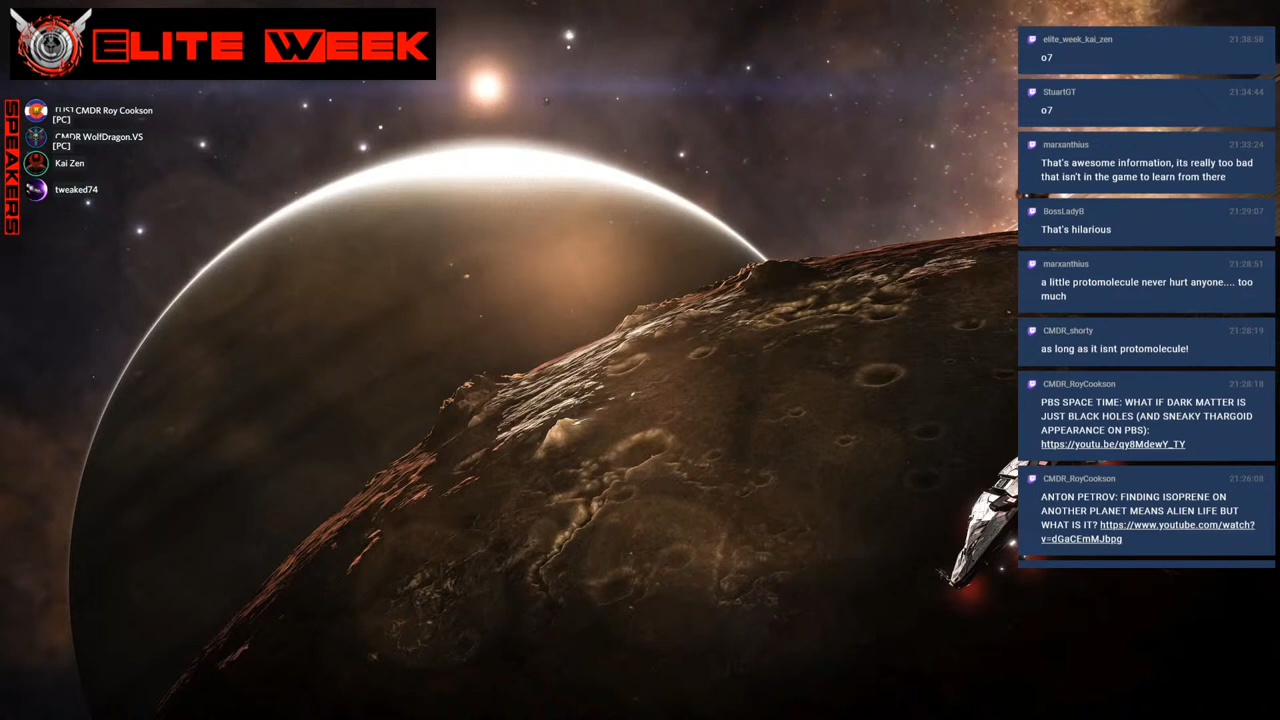 ELITE WEEK
SPEAKERS
[US] CMDR Roy Cookson
[PC]
CMDR WolfDragon.VS
[PC]
Kai Zen
tweaked74
elite_week_kai_zen 21:38:58
o7
StuartGT 21:34:44
o7
marxanthius 21:33:24
That's awesome information, its really too bad
that isn't in the game to learn from there
BossLadyB 21:29:07
That's hilarious
marxanthius 21:28:51
a little protomolecule never hurt anyone.... too
much
CMDR_shorty 21:28:19
as long as it isnt protomolecule!
CMDR_RoyCookson 21:28:18
PBS SPACE TIME: WHAT IF DARK MATTER IS
JUST BLACK HOLES (AND SNEAKY THARGOID
APPEARANCE ON PBS):
https://youtu.be/qy8MdewY_TY
CMDR_RoyCookson 21:26:08
ANTON PETROV: FINDING ISOPRENE ON
ANOTHER PLANET MEANS ALIEN LIFE BUT
WHAT IS IT? https://www.youtube.com/watch?
v=dGaCEmMJbpg